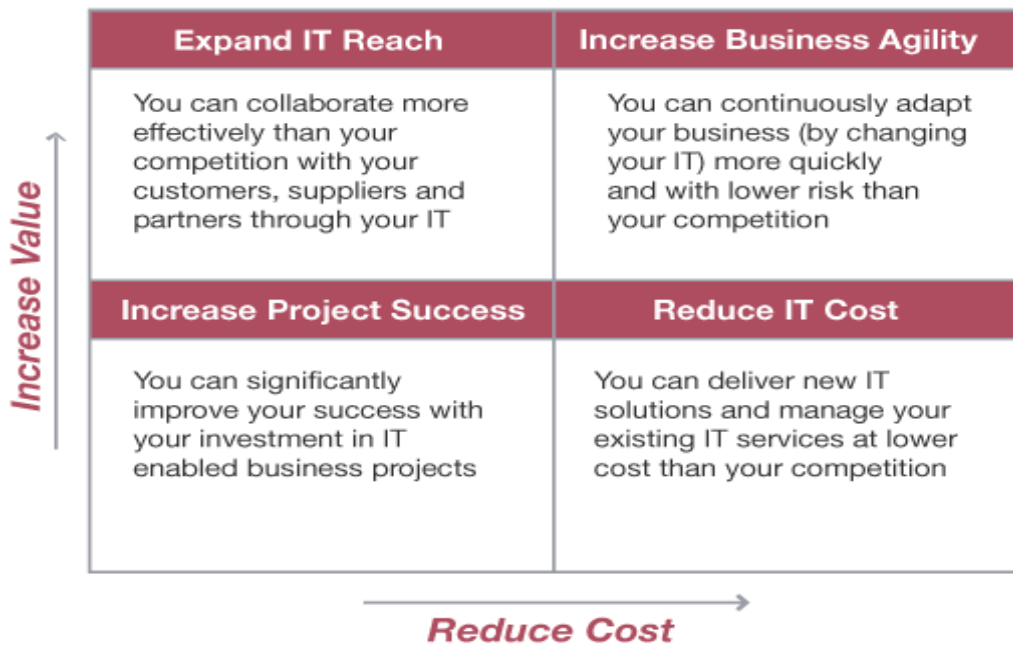 Expand IT Reach
Increase Business Agility
You can collaborate more
effectively than your
competition with your
customers, suppliers and
partners through your IT
You can continuously adapt
your business (by changing
your IT) more quickly
and with lower risk than
your competition
Increase Value
Increase Project Success
Reduce IT Cost
You can significantly
improve your success with
your investment in IT
enabled business projects
You can deliver new IT
solutions and manage your
existing IT services at lower
cost than your competition
Reduce Cost